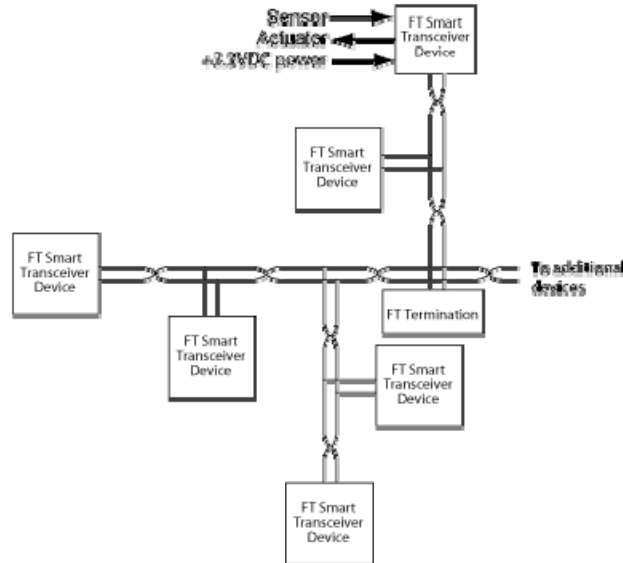 Sensor
Actuator
+3.3VDC power
FT Smart
Transceiver
Device
FT Smart
Transceiver
Device
FT Smart
Transceiver
Device
To additional
devices
FT Termination
FT Smart
Transceiver
Device
FT Smart
Transceiver
Device
FT Smart
Transceiver
Device